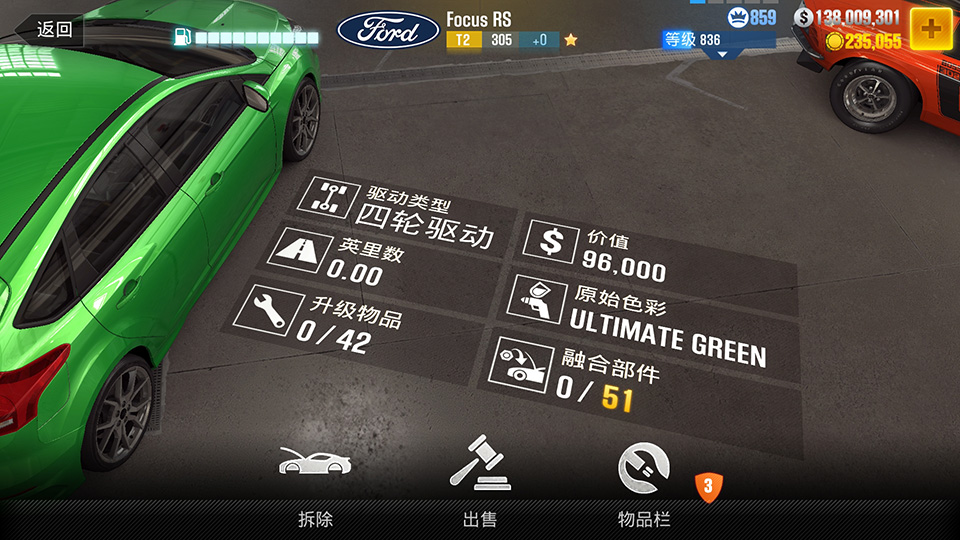 返回
Ford
Focus RS
T2 305 +0
859
138,009,301
等级 836
235,055
驱动类型
四轮驱动
英里数
0.00
升级物品
0/42
价值
96,000
原始色彩
ULTIMATE GREEN
融合部件
0/51
3
拆除
出售
物品栏